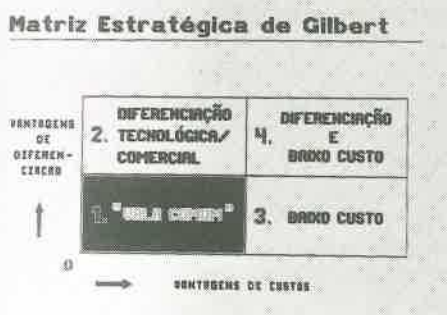 Matriz Estratégica de Gilbert
VANTAGENS
DE
DIFEREN-
CIACAO
2. DIFERENCIAÇÃO
TECNOLÓGICA/
COMERCIAL
4. DIFERENCIAÇÃO
E
BAIXO CUSTO
1. "VALA COMUM"
3. BAIXO CUSTO
0
VANTAGENS DE CUSTOS